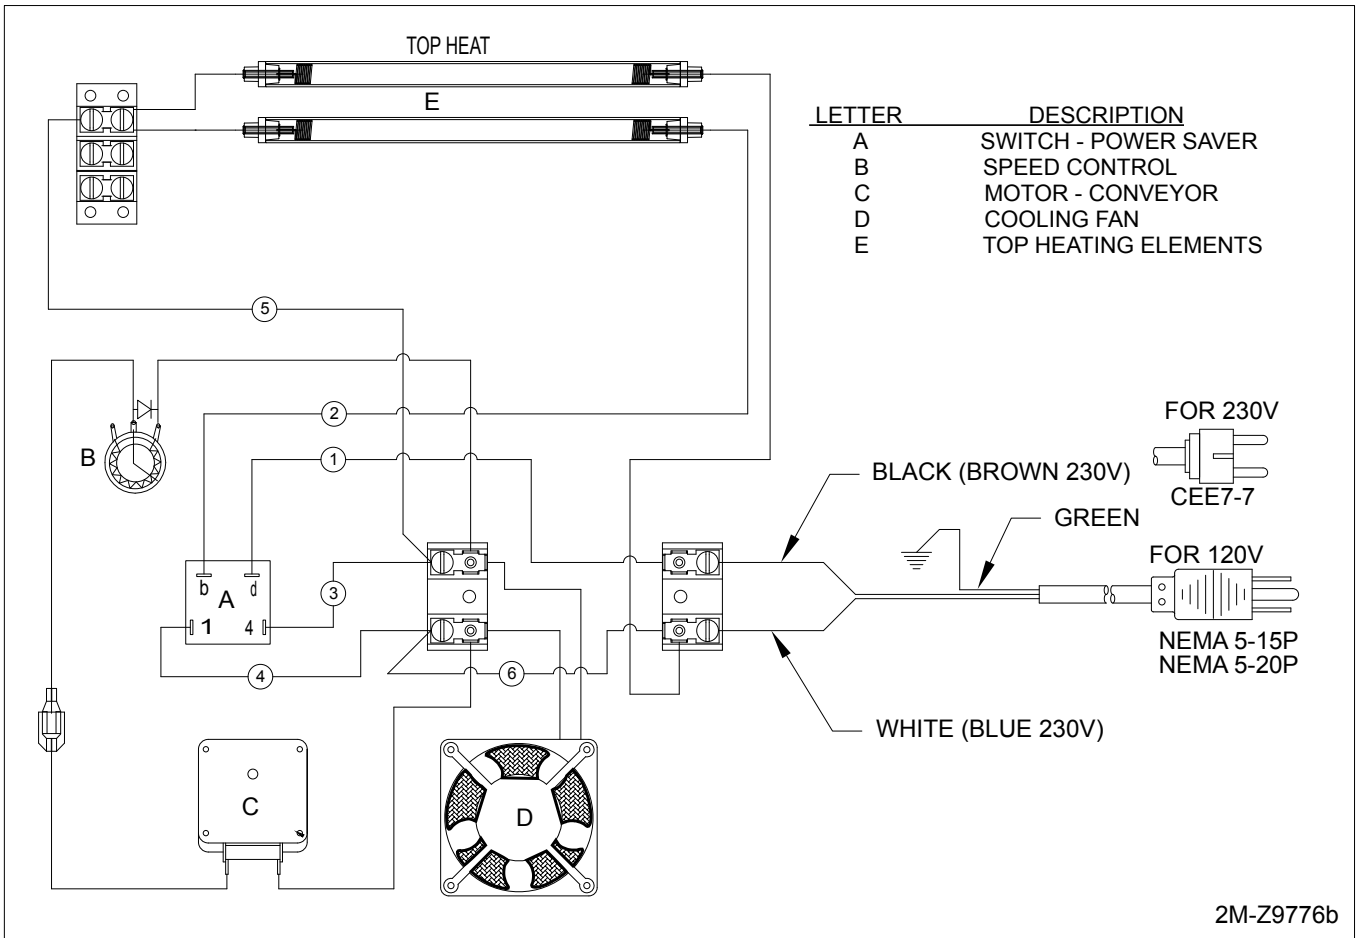 TOP HEAT
E
LETTER DESCRIPTION
A SWITCH - POWER SAVER
B SPEED CONTROL
C MOTOR - CONVEYOR
D COOLING FAN
E TOP HEATING ELEMENTS
5
2
1
B
FOR 230V
CEE7-7
BLACK (BROWN 230V)
GREEN
FOR 120V
NEMA 5-15P
NEMA 5-20P
b d
A
1 4
3
4
6
WHITE (BLUE 230V)
C
D
2M-Z9776b